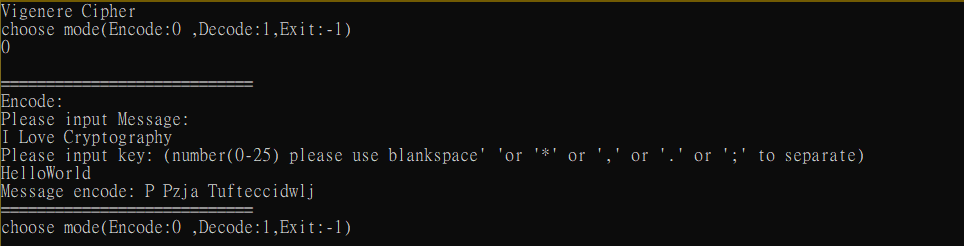 Vigenere Cipher
choose mode(Encode:0 ,Decode:1,Exit:-1)
0
==============================
Encode:
Please input Message:
I Love Cryptography
Please input key: (number(0-25) please use blankspace' 'or '*' or ',' or '.' or ';' to separate)
HelloWorld
Message encode: P Pzja Tufteccidwlj
==============================
choose mode(Encode:0 ,Decode:1,Exit:-1)